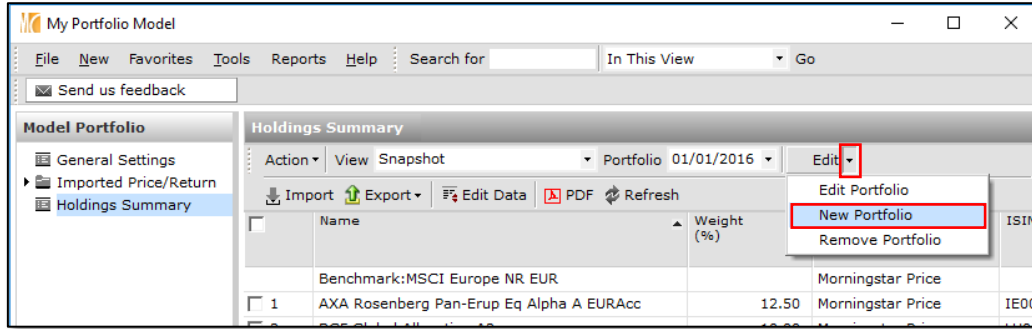 My Portfolio Model
File New Favorites Tools Reports Help Search for In This View Go
Send us feedback
Model Portfolio
General Settings
Imported Price/Return
Holdings Summary
Holdings Summary
Action View Snapshot Portfolio 01/01/2016 Edit
Import Export Edit Data PDF Refresh
Edit Portfolio
New Portfolio
Remove Portfolio
Name Weight
(%)
Benchmark:MSCI Europe NR EUR Morningstar Price
1 AXA Rosenberg Pan-Erup Eq Alpha A EURAcc 12.50 Morningstar Price